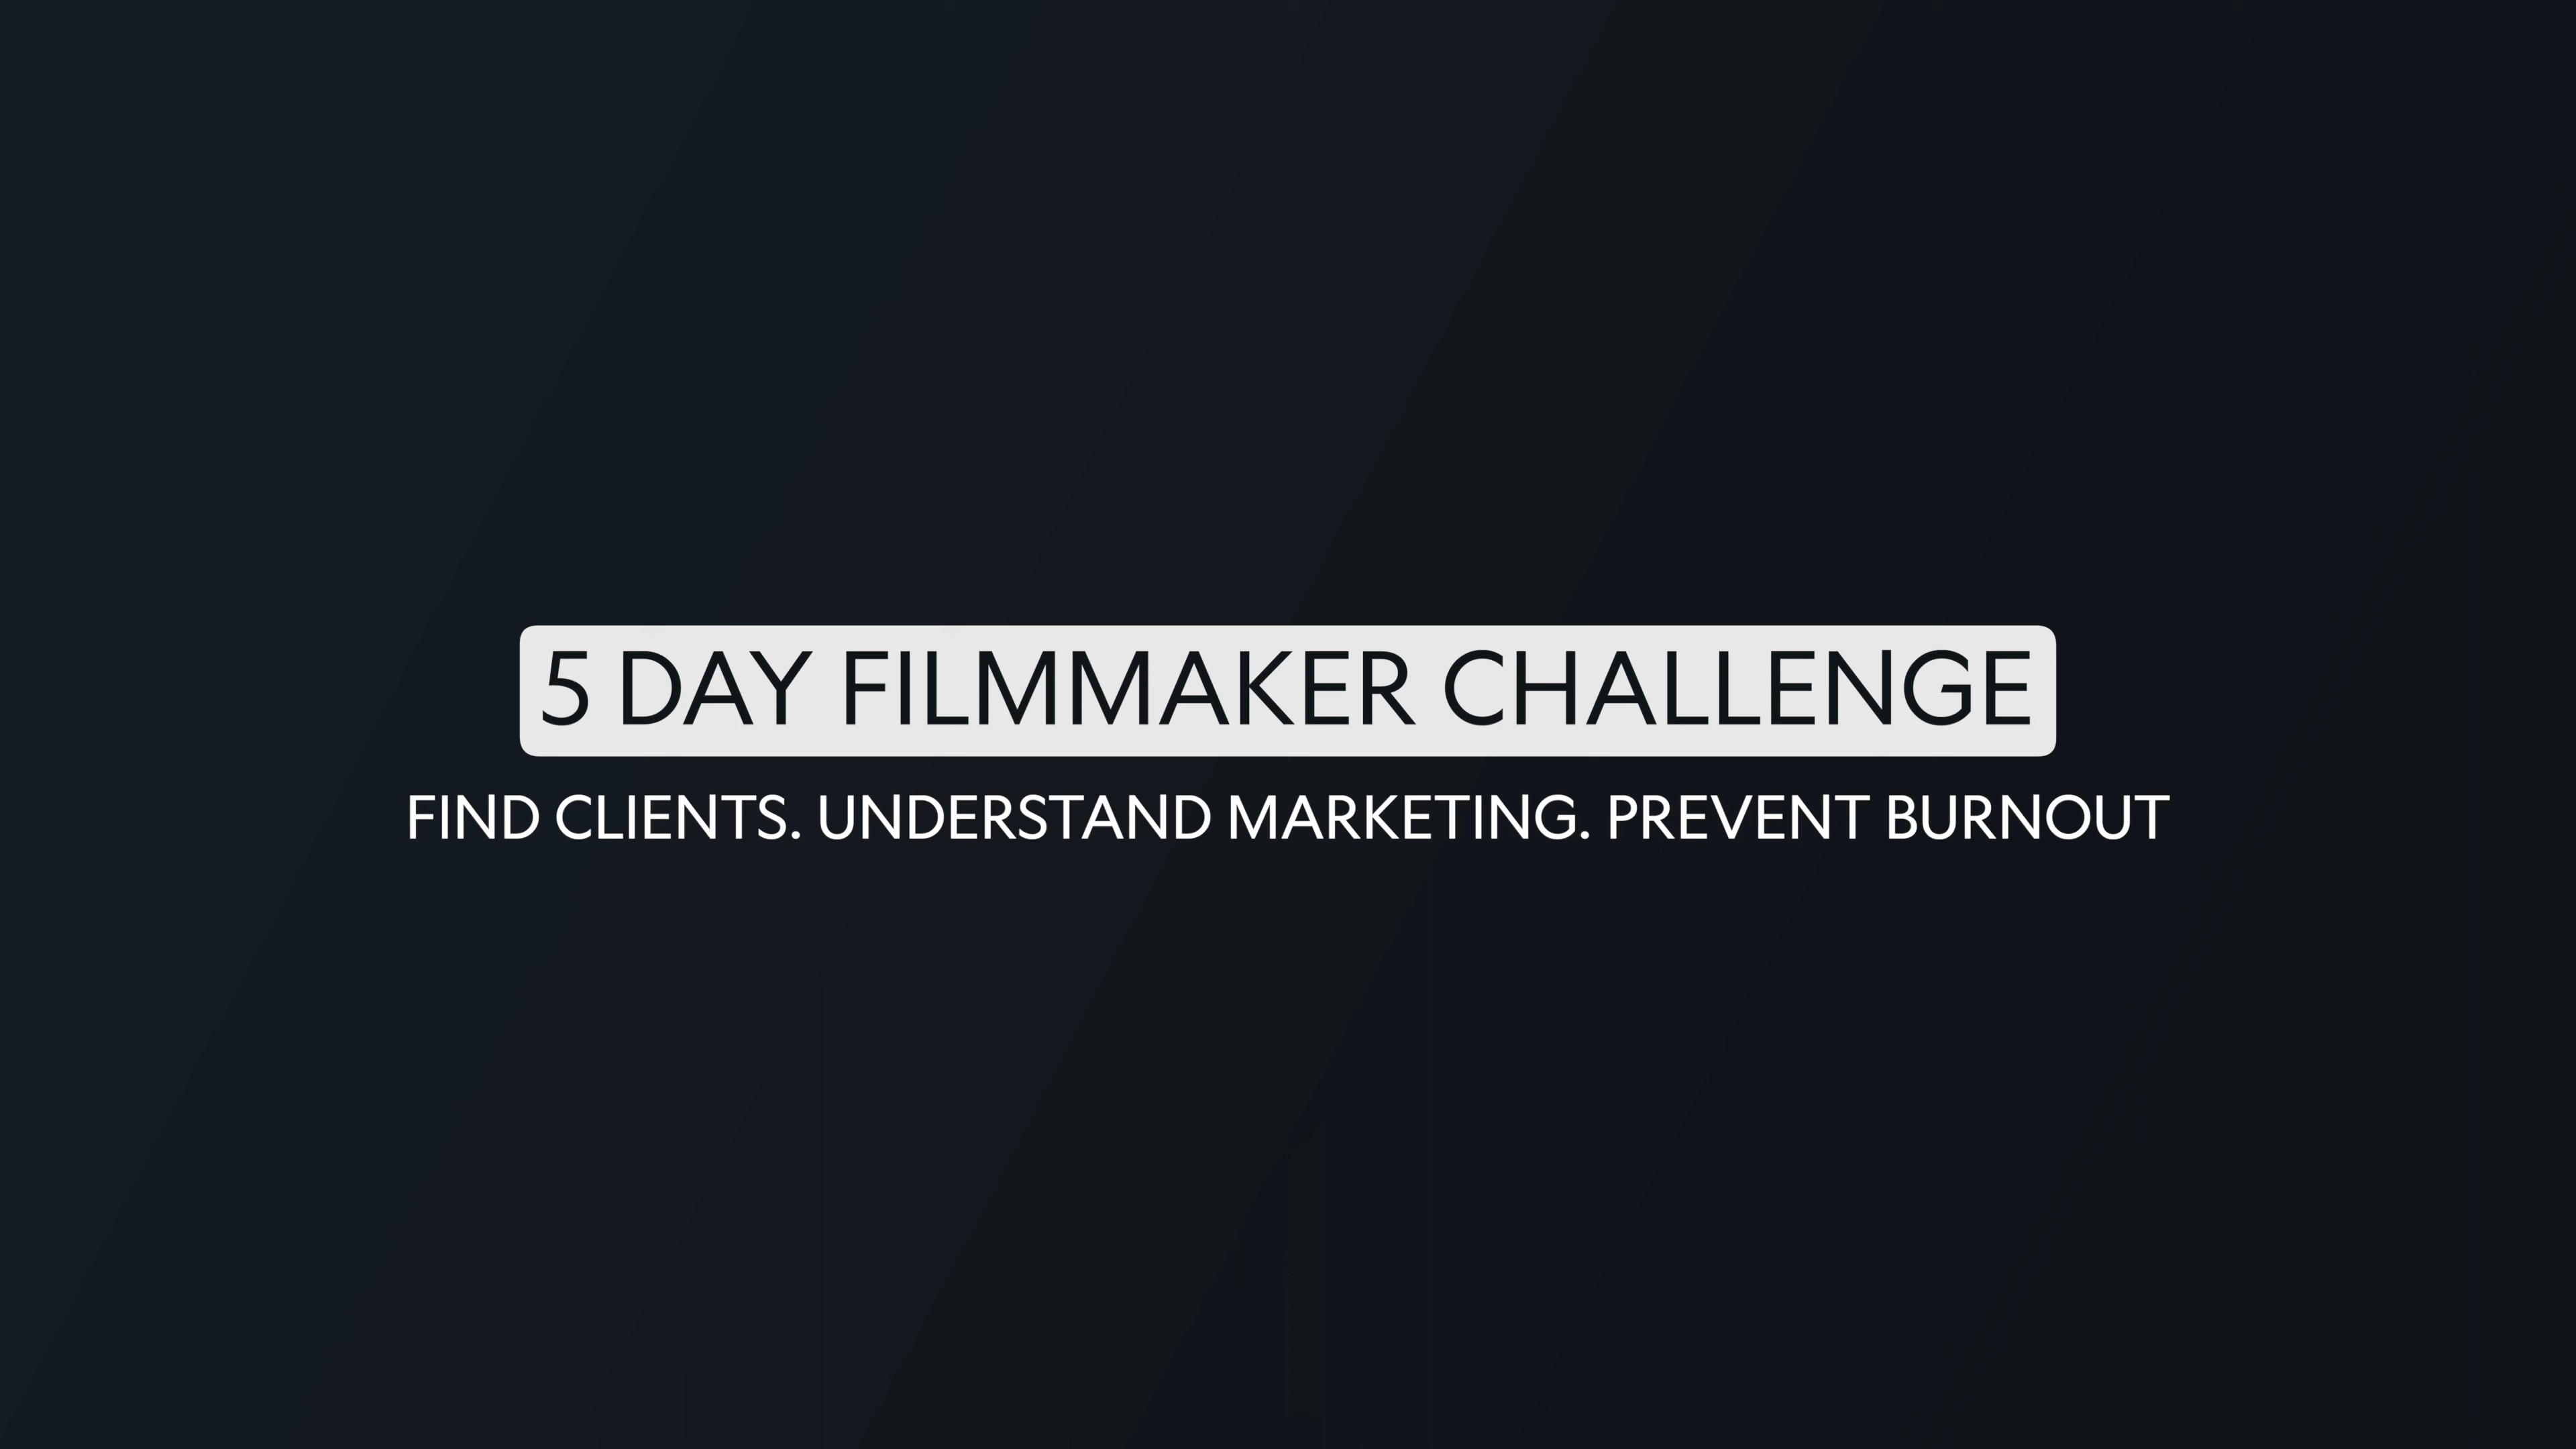 5 DAY FILMMAKER CHALLENGE
FIND CLIENTS. UNDERSTAND MARKETING. PREVENT BURNOUT